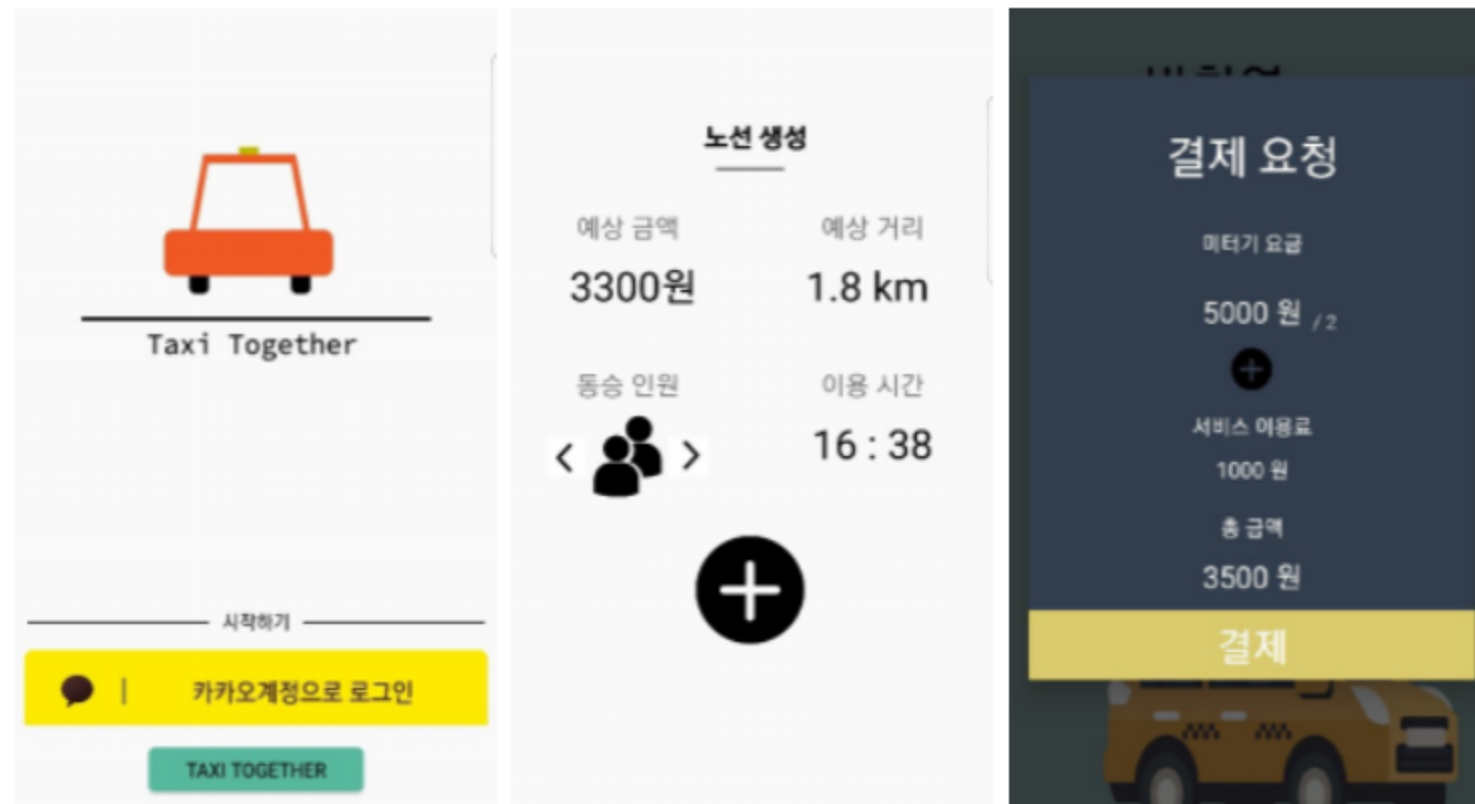 Taxi Together
시작하기
카카오계정으로 로그인
TAXI TOGETHER
노선 생성
예상 금액
예상 거리
3300원
1.8 km
동승 인원
이용 시간
< >
16 : 38
결제 요청
미터기 요금
5000 원 /2
서비스 이용료
1000 원
총 금액
3500 원
결제